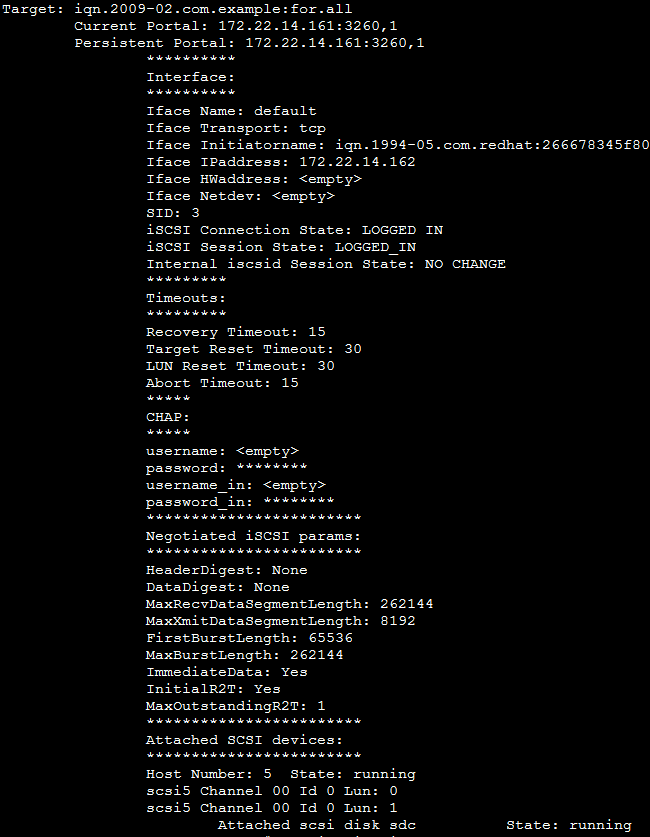 Target: iqn.2009-02.com.example:for.all
Current Portal: 172.22.14.161:3260,1
Persistent Portal: 172.22.14.161:3260,1
**********
Interface:
**********
Iface Name: default
Iface Transport: tcp
Iface Initiatorname: iqn.1994-05.com.redhat:266678345f80
Iface IPaddress: 172.22.14.162
Iface HWaddress: <empty>
Iface Netdev: <empty>
SID: 3
iSCSI Connection State: LOGGED IN
iSCSI Session State: LOGGED_IN
Internal iscsid Session State: NO CHANGE
*********
Timeouts:
*********
Recovery Timeout: 15
Target Reset Timeout: 30
LUN Reset Timeout: 30
Abort Timeout: 15
*****
CHAP:
*****
username: <empty>
password: ********
username_in: <empty>
password_in: ********
************************
Negotiated iSCSI params:
************************
HeaderDigest: None
DataDigest: None
MaxRecvDataSegmentLength: 262144
MaxXmitDataSegmentLength: 8192
FirstBurstLength: 65536
MaxBurstLength: 262144
ImmediateData: Yes
InitialR2T: Yes
MaxOutstandingR2T: 1
************************
Attached SCSI devices:
************************
Host Number: 5 State: running
scsi5 Channel 00 Id 0 Lun: 0
scsi5 Channel 00 Id 0 Lun: 1
Attached scsi disk sdc State: running